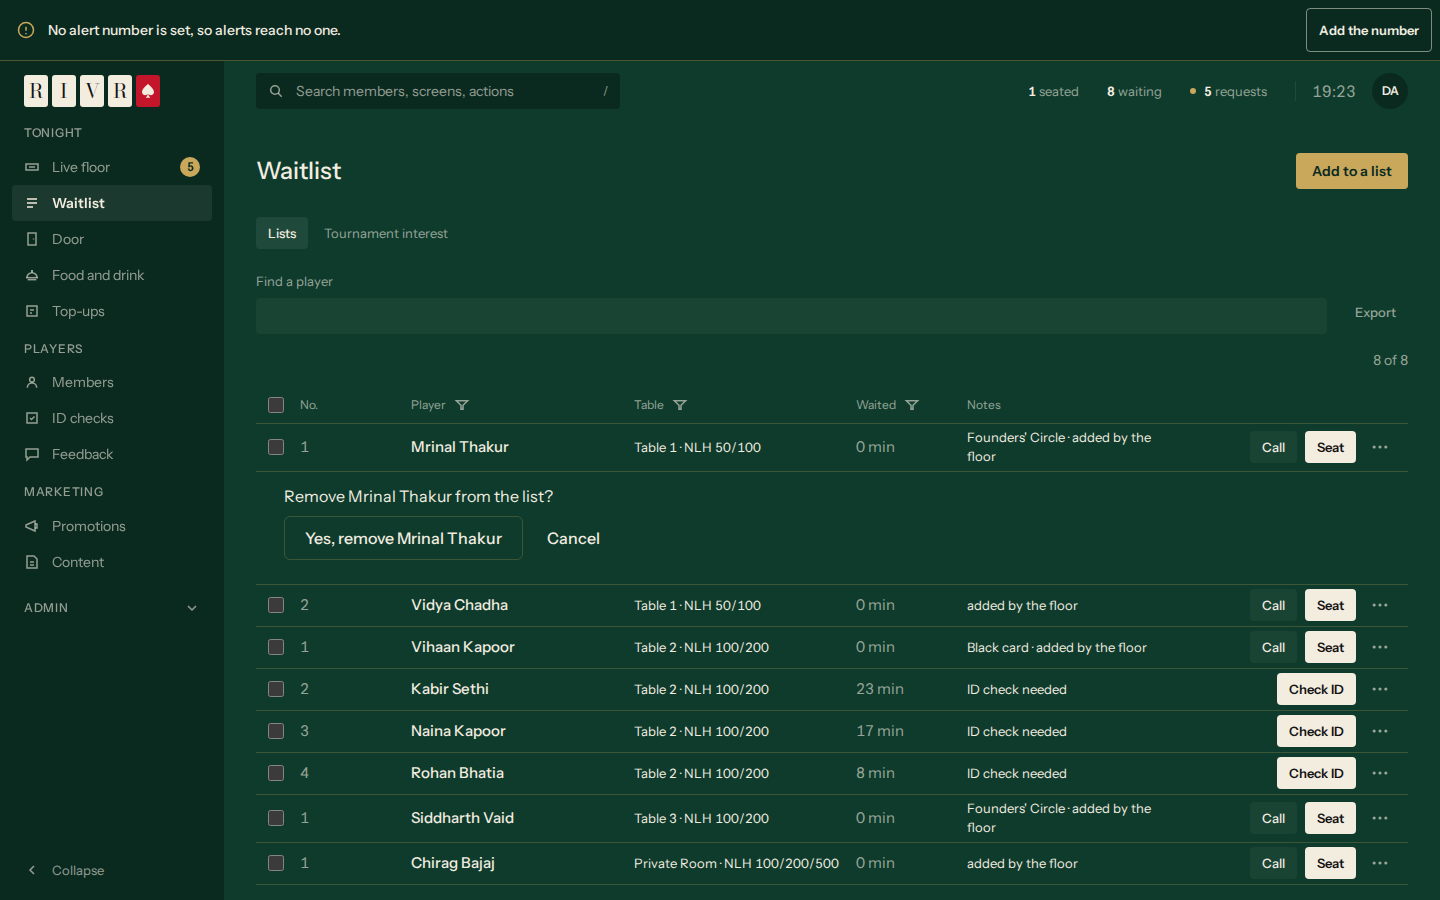 No alert number is set, so alerts reach no one.
Add the number
R I V R
Search members, screens, actions /
1 seated 8 waiting 5 requests 19:23 DA
TONIGHT
Live floor 5
Waitlist
Door
Food and drink
Top-ups
PLAYERS
Members
ID checks
Feedback
MARKETING
Promotions
Content
ADMIN
Collapse
Waitlist
Add to a list
Lists Tournament interest
Find a player
Export
8 of 8
No. Player Table Waited Notes
1 Mrinal Thakur Table 1 · NLH 50/100 0 min Founders' Circle · added by the
floor
Call Seat
Remove Mrinal Thakur from the list?
Yes, remove Mrinal Thakur Cancel
2 Vidya Chadha Table 1 · NLH 50/100 0 min added by the floor Call Seat
1 Vihaan Kapoor Table 2 · NLH 100/200 0 min Black card · added by the floor Call Seat
2 Kabir Sethi Table 2 · NLH 100/200 23 min ID check needed Check ID
3 Naina Kapoor Table 2 · NLH 100/200 17 min ID check needed Check ID
4 Rohan Bhatia Table 2 · NLH 100/200 8 min ID check needed Check ID
1 Siddharth Vaid Table 3 · NLH 100/200 0 min Founders' Circle · added by the
floor
Call Seat
1 Chirag Bajaj Private Room · NLH 100/200/500 0 min added by the floor Call Seat